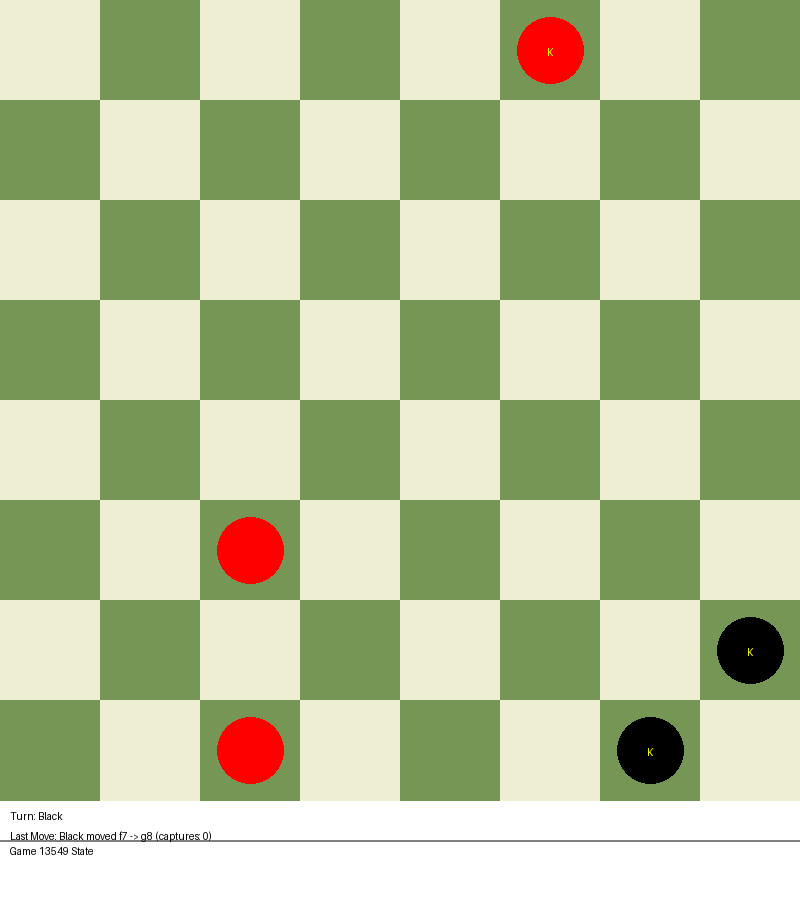 K
K
K
Turn: Black
Last Move: Black moved f7 -> g8 (captures: 0)
Game 13549 State